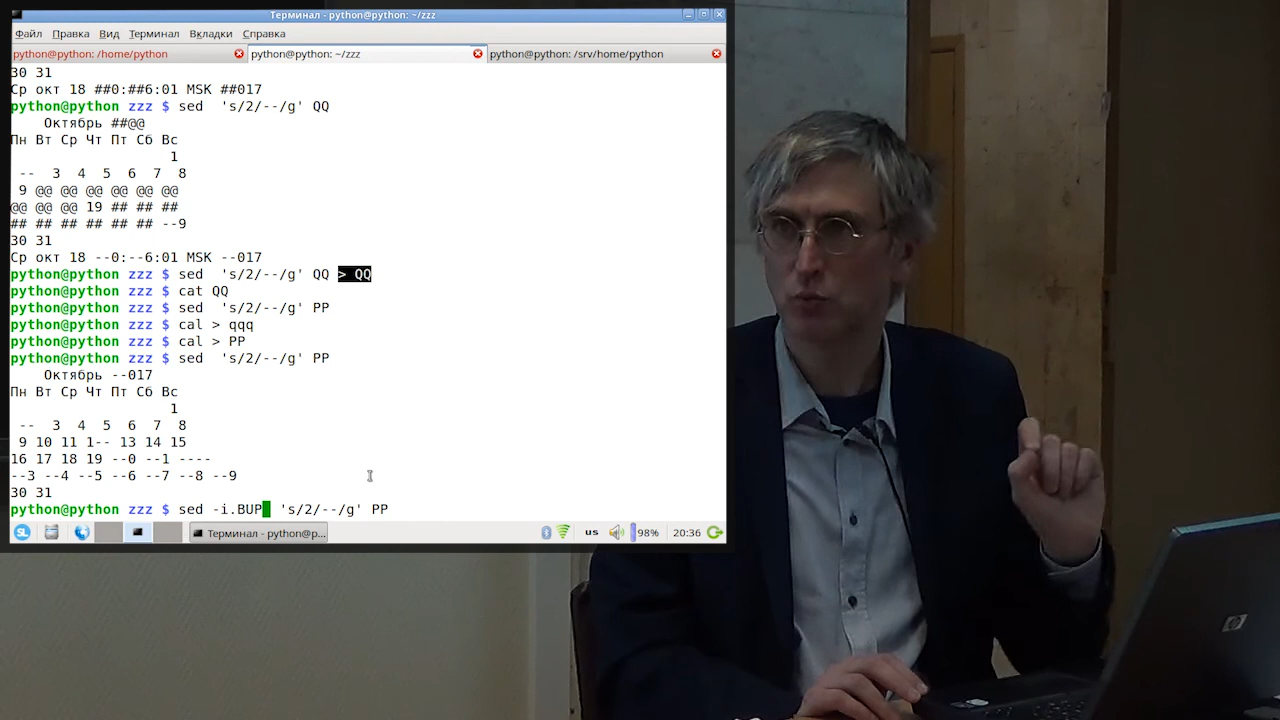 Терминал - python@python: ~/zzz
Файл Правка Вид Терминал Вкладки Справка
python@python: /home/python python@python: ~/zzz python@python: /srv/home/python
30 31
Ср окт 18 ##0:##6:01 MSK ##017
python@python zzz $ sed  's/2/--/g' QQ
    Октябрь ##@@
Пн Вт Ср Чт Пт Сб Вс
                   1
 --  3  4  5  6  7  8
 9 @@ @@ @@ @@ @@ @@
@@ @@ @@ 19 ## ## ##
## ## ## ## ## ## --9
30 31
Ср окт 18 --0:--6:01 MSK --017
python@python zzz $ sed  's/2/--/g' QQ > QQ
python@python zzz $ cat QQ
python@python zzz $ sed  's/2/--/g' PP
python@python zzz $ cal > qqq
python@python zzz $ cal > PP
python@python zzz $ sed  's/2/--/g' PP
    Октябрь --017
Пн Вт Ср Чт Пт Сб Вс
                   1
 --  3  4  5  6  7  8
 9 10 11 1-- 13 14 15
16 17 18 19 --0 --1 ----
--3 --4 --5 --6 --7 --8 --9
30 31
python@python zzz $ sed -i.BUP 's/2/--/g' PP
Терминал - python@p... us 98% 20:36
hp